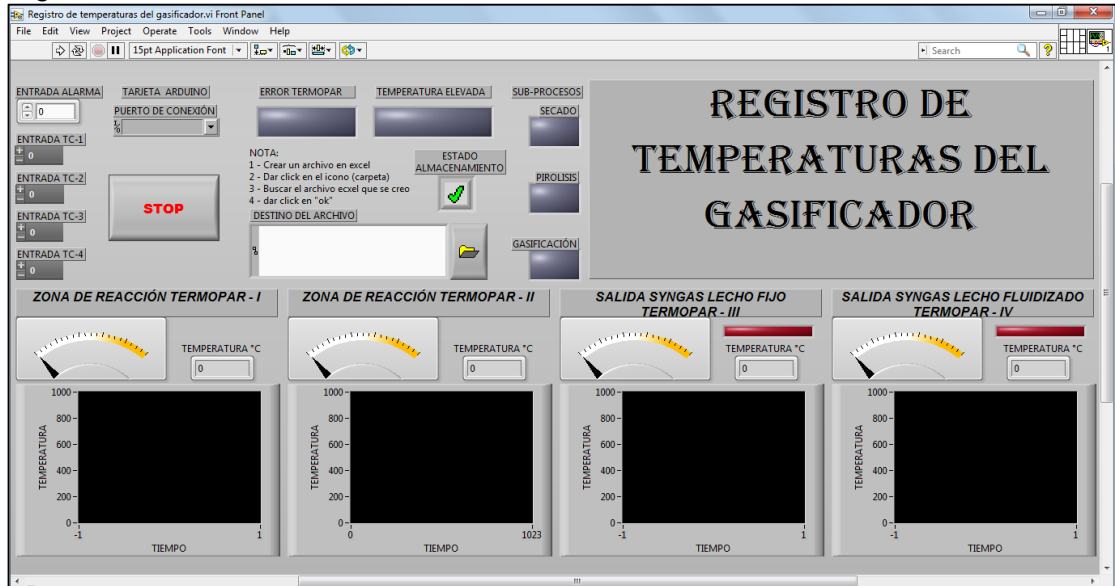 Registro de temperaturas del gasificador.vi Front Panel
File Edit View Project Operate Tools Window Help
15pt Application Font
Search
1
ENTRADA ALARMA
0
TARJETA ARDUINO
PUERTO DE CONEXIÓN
ENTRADA TC-1
0
ENTRADA TC-2
0
ENTRADA TC-3
0
ENTRADA TC-4
0
STOP
ERROR TERMOPAR
TEMPERATURA ELEVADA
NOTA:
1 - Crear un archivo en excel
2 - Dar click en el icono (carpeta)
3 - Buscar el archivo ecxel que se creo
4 - dar click en "ok"
ESTADO
ALMACENAMIENTO
DESTINO DEL ARCHIVO
SUB-PROCESOS
SECADO
PIROLISIS
GASIFICACIÓN
REGISTRO DE
TEMPERATURAS DEL
GASIFICADOR
ZONA DE REACCIÓN TERMOPAR - I
TEMPERATURA °C
0
1000
800
600
400
200
0
TEMPERATURA
-1 1
TIEMPO
ZONA DE REACCIÓN TERMOPAR - II
TEMPERATURA °C
0
1000
800
600
400
200
0
TEMPERATURA
0 1023
TIEMPO
SALIDA SYNGAS LECHO FIJO
TERMOPAR - III
TEMPERATURA °C
0
1000
800
600
400
200
0
TEMPERATURA
-1 1
TIEMPO
SALIDA SYNGAS LECHO FLUIDIZADO
TERMOPAR - IV
TEMPERATURA °C
0
1000
800
600
400
200
0
TEMPERATURA
-1 1
TIEMPO